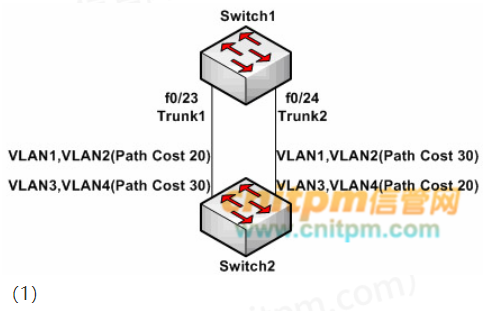 Switch1
f0/23 f0/24
Trunk1 Trunk2
VLAN1,VLAN2(Path Cost 20) VLAN1,VLAN2(Path Cost 30)
VLAN3,VLAN4(Path Cost 30) VLAN3,VLAN4(Path Cost 20)
cnitpm信管网
www.cnitpm.com
Switch2
(1)